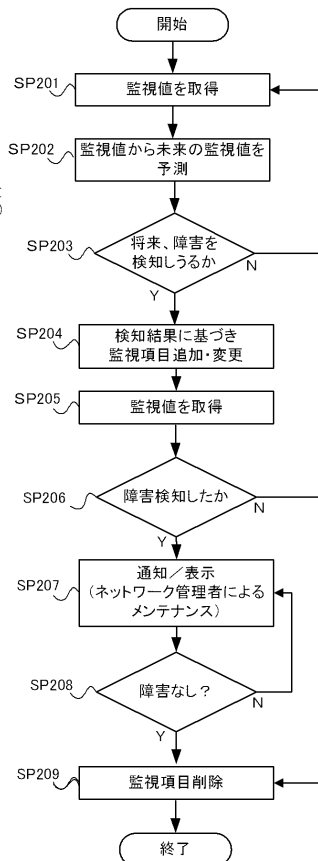 開始
SP201
監視値を取得
SP202
監視値から未来の監視値を
予測
SP203
将来、障害を
検知しうるか
N
Y
SP204
検知結果に基づき
監視項目追加・変更
SP205
監視値を取得
SP206
障害検知したか
N
Y
SP207
通知／表示
(ネットワーク管理者による
メンテナンス)
SP208
障害なし？
N
Y
SP209
監視項目削除
終了